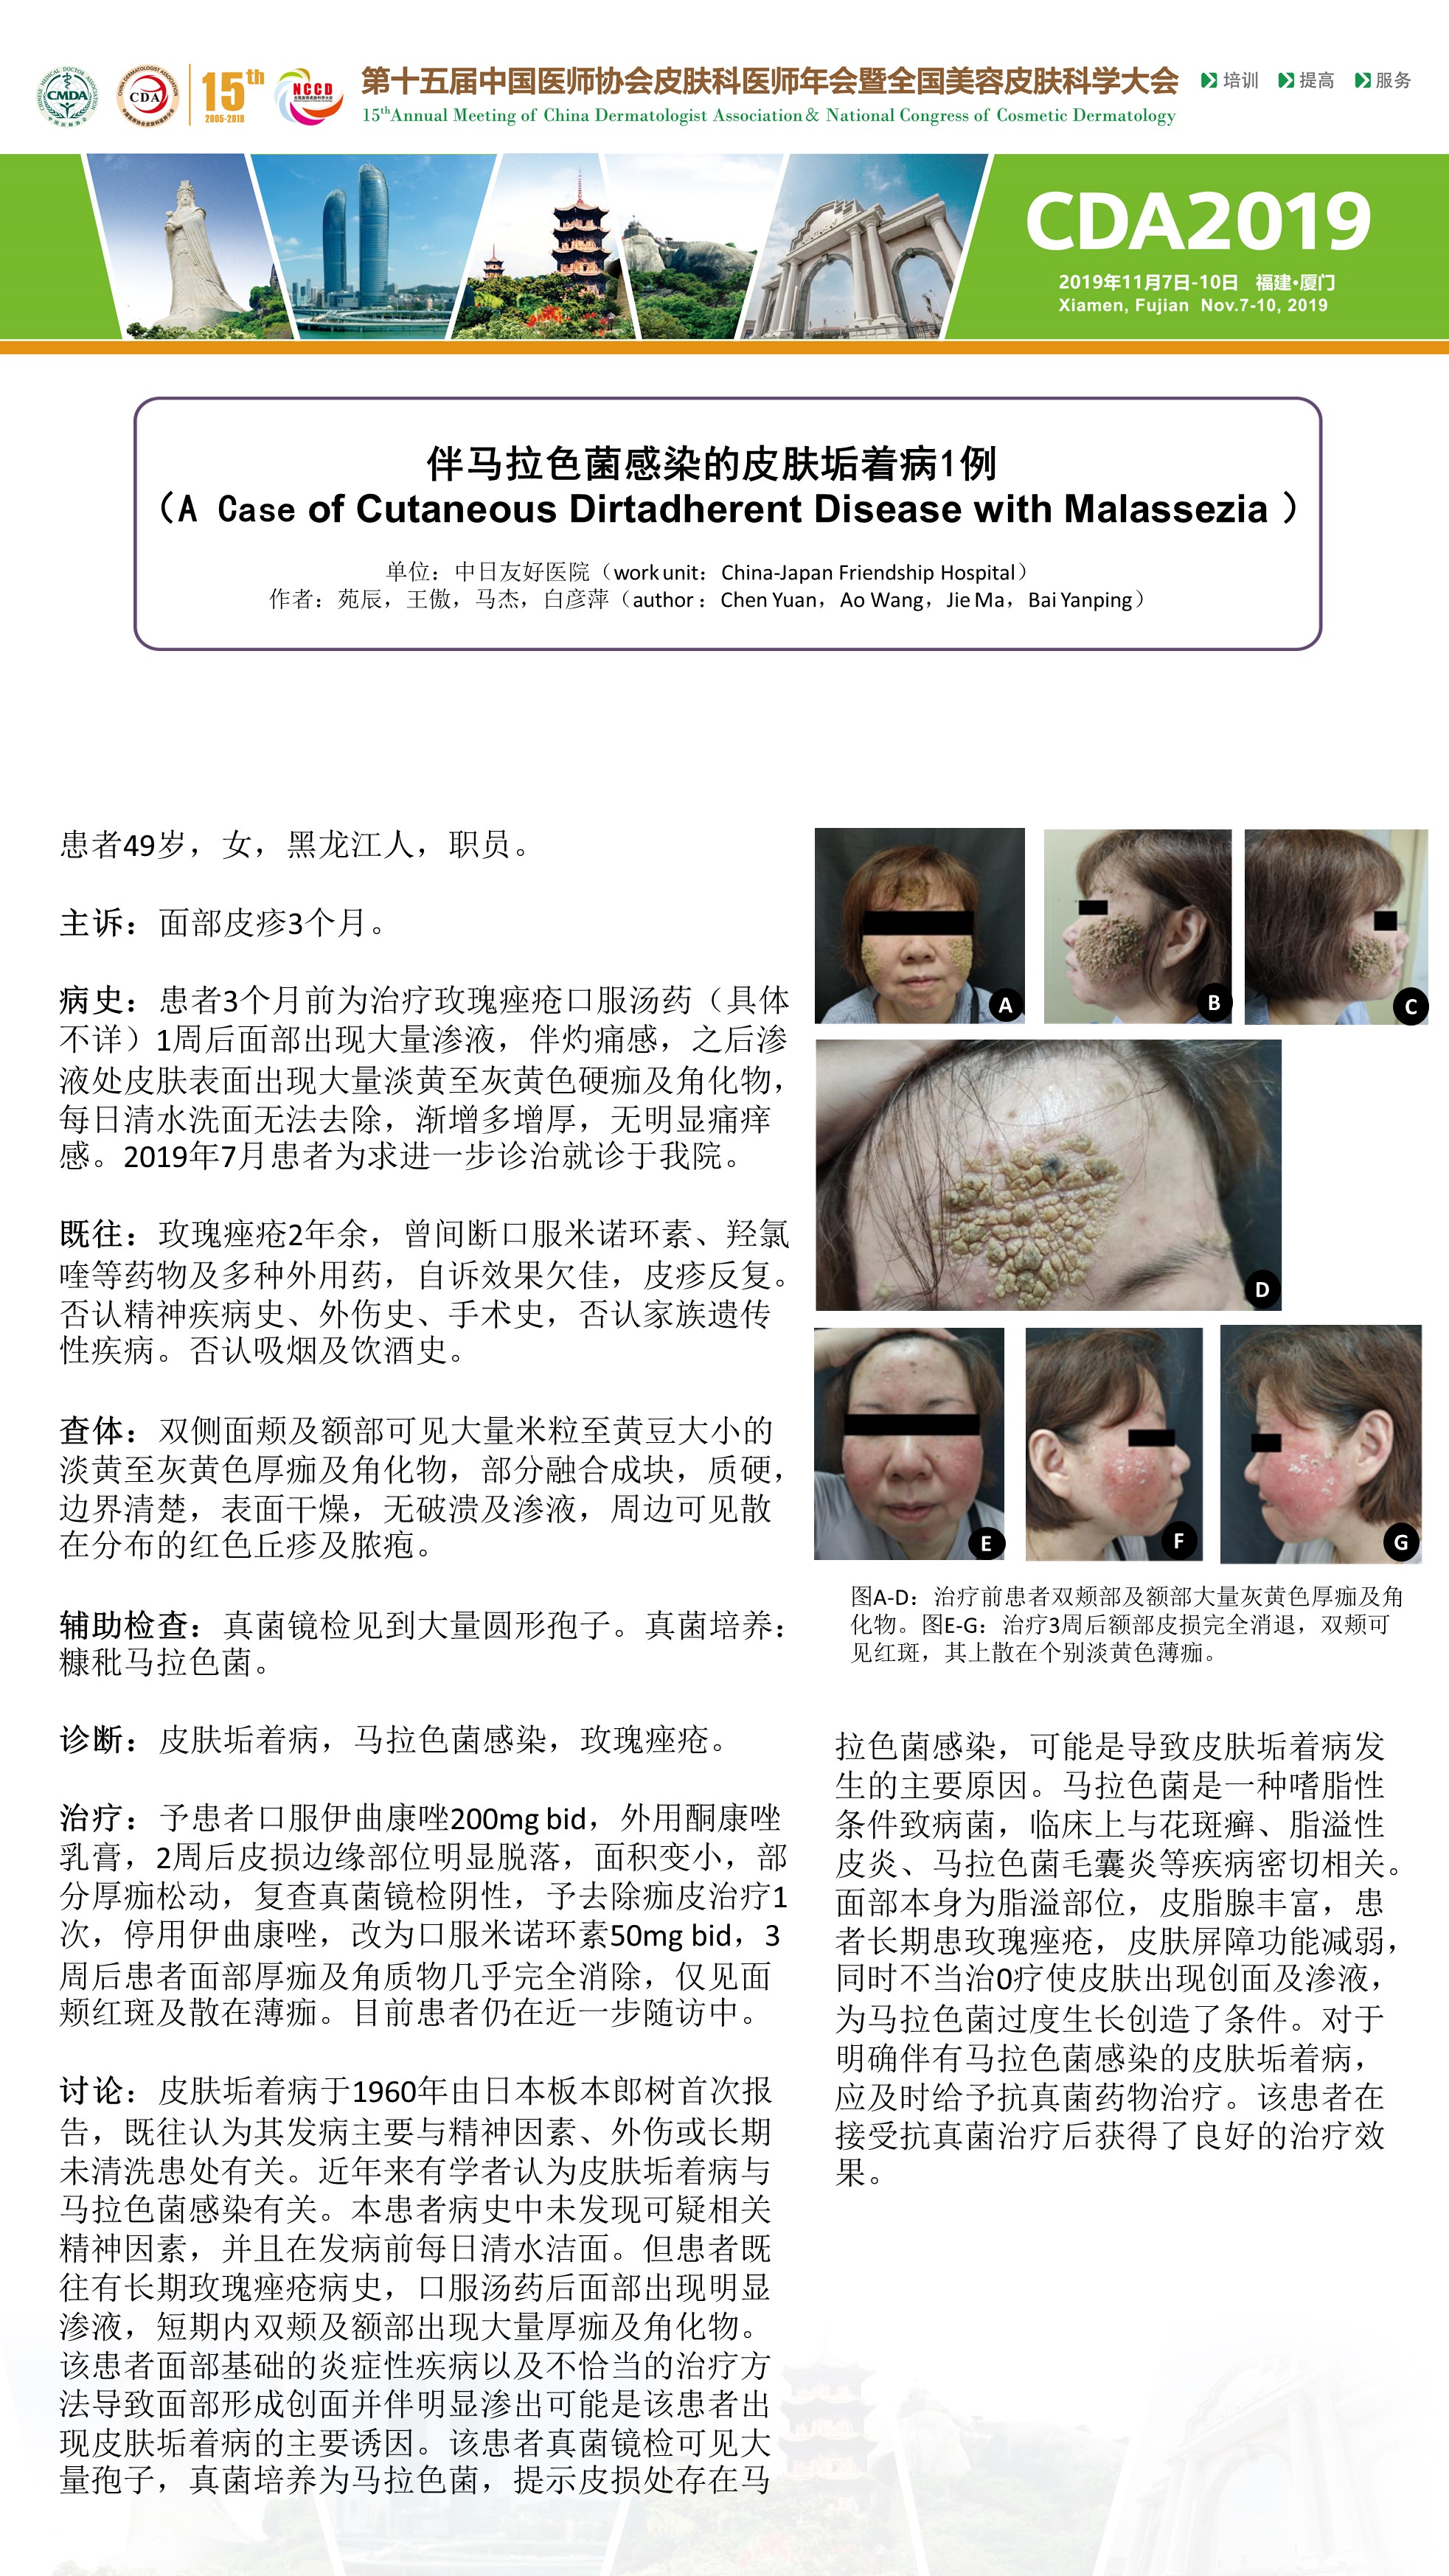 CMDA
CDA
15th
2005-2019
NCCD
第十五届中国医师协会皮肤科医师年会暨全国美容皮肤科学大会
15thAnnual Meeting of China Dermatologist Association& National Congress of Cosmetic Dermatology
培训 提高 服务
CDA2019
2019年11月7日-10日 福建•厦门
Xiamen, Fujian Nov.7-10, 2019
伴马拉色菌感染的皮肤垢着病1例
（A Case of Cutaneous Dirtadherent Disease with Malassezia ）
单位：中日友好医院（work unit：China-Japan Friendship Hospital）
作者：苑辰，王傲，马杰，白彦萍（author：Chen Yuan，Ao Wang，Jie Ma，Bai Yanping）
患者49岁，女，黑龙江人，职员。
主诉：面部皮疹3个月。
病史：患者3个月前为治疗玫瑰痤疮口服汤药（具体
不详）1周后面部出现大量渗液，伴灼痛感，之后渗
液处皮肤表面出现大量淡黄至灰黄色硬痂及角化物，
每日清水洗面无法去除，渐增多增厚，无明显痛痒
感。2019年7月患者为求进一步诊治就诊于我院。
既往：玫瑰痤疮2年余，曾间断口服米诺环素、羟氯
喹等药物及多种外用药，自诉效果欠佳，皮疹反复。
否认精神疾病史、外伤史、手术史，否认家族遗传
性疾病。否认吸烟及饮酒史。
查体：双侧面颊及额部可见大量米粒至黄豆大小的
淡黄至灰黄色厚痂及角化物，部分融合成块，质硬，
边界清楚，表面干燥，无破溃及渗液，周边可见散
在分布的红色丘疹及脓疱。
辅助检查：真菌镜检见到大量圆形孢子。真菌培养：
糠秕马拉色菌。
诊断：皮肤垢着病，马拉色菌感染，玫瑰痤疮。
治疗：予患者口服伊曲康唑200mg bid，外用酮康唑
乳膏，2周后皮损边缘部位明显脱落，面积变小，部
分厚痂松动，复查真菌镜检阴性，予去除痂皮治疗1
次，停用伊曲康唑，改为口服米诺环素50mg bid，3
周后患者面部厚痂及角质物几乎完全消除，仅见面
颊红斑及散在薄痂。目前患者仍在近一步随访中。
讨论：皮肤垢着病于1960年由日本板本郎树首次报
告，既往认为其发病主要与精神因素、外伤或长期
未清洗患处有关。近年来有学者认为皮肤垢着病与
马拉色菌感染有关。本患者病史中未发现可疑相关
精神因素，并且在发病前每日清水洁面。但患者既
往有长期玫瑰痤疮病史，口服汤药后面部出现明显
渗液，短期内双颊及额部出现大量厚痂及角化物。
该患者面部基础的炎症性疾病以及不恰当的治疗方
法导致面部形成创面并伴明显渗出可能是该患者出
现皮肤垢着病的主要诱因。该患者真菌镜检可见大
量孢子，真菌培养为马拉色菌，提示皮损处存在马
A
B
C
D
E
F
G
图A-D：治疗前患者双颊部及额部大量灰黄色厚痂及角
化物。图E-G：治疗3周后额部皮损完全消退，双颊可
见红斑，其上散在个别淡黄色薄痂。
拉色菌感染，可能是导致皮肤垢着病发
生的主要原因。马拉色菌是一种嗜脂性
条件致病菌，临床上与花斑癣、脂溢性
皮炎、马拉色菌毛囊炎等疾病密切相关。
面部本身为脂溢部位，皮脂腺丰富，患
者长期患玫瑰痤疮，皮肤屏障功能减弱，
同时不当治0疗使皮肤出现创面及渗液，
为马拉色菌过度生长创造了条件。对于
明确伴有马拉色菌感染的皮肤垢着病，
应及时给予抗真菌药物治疗。该患者在
接受抗真菌治疗后获得了良好的治疗效
果。